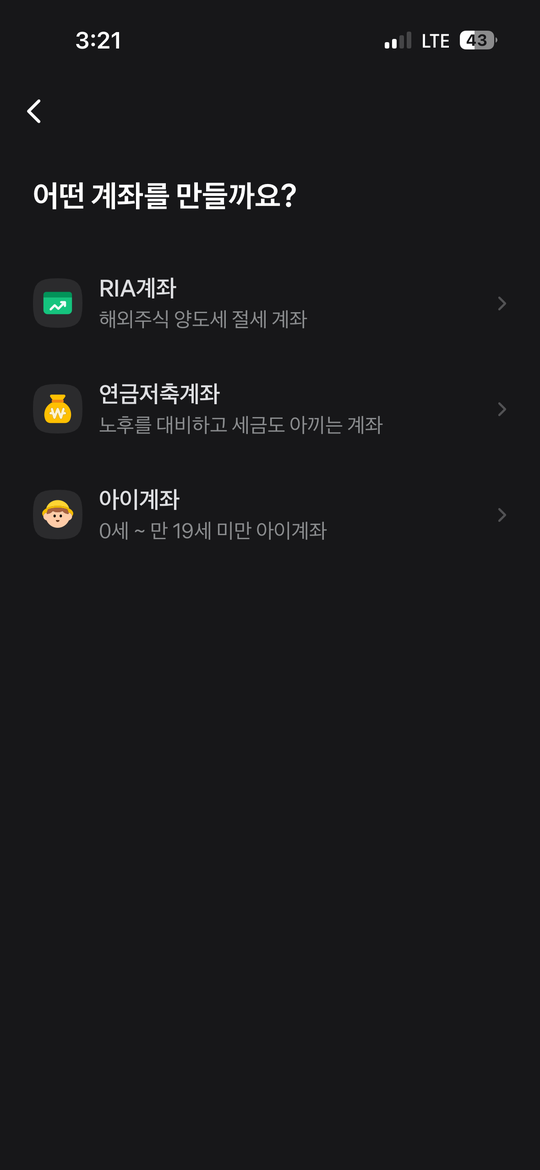 3:21
LTE
43
어떤 계좌를 만들까요?
RIA계좌
해외주식 양도세 절세 계좌
연금저축계좌
노후를 대비하고 세금도 아끼는 계좌
아이계좌
0세 ~ 만 19세 미만 아이계좌